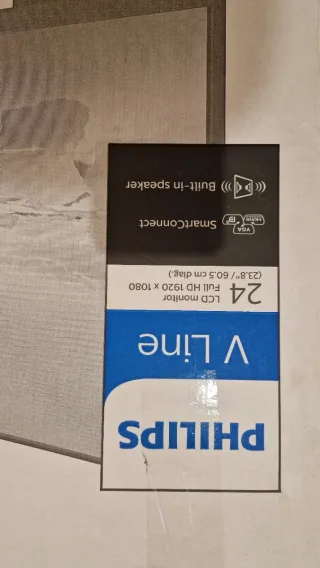 PHILIPS
V Line
24
LCD monitor
Full HD 1920 x 1080
(23.8" / 60.5 cm diag.)
VGA
HDMI
SmartConnect
Built-in speaker